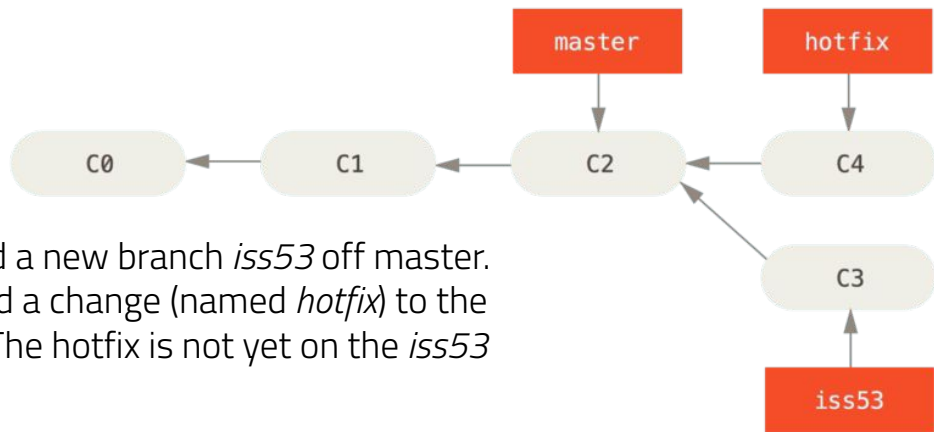 master hotfix
C0 C1 C2 C4
a new branch iss53 off master.
C3
a change (named hotfix) to the
The hotfix is not yet on the iss53
iss53